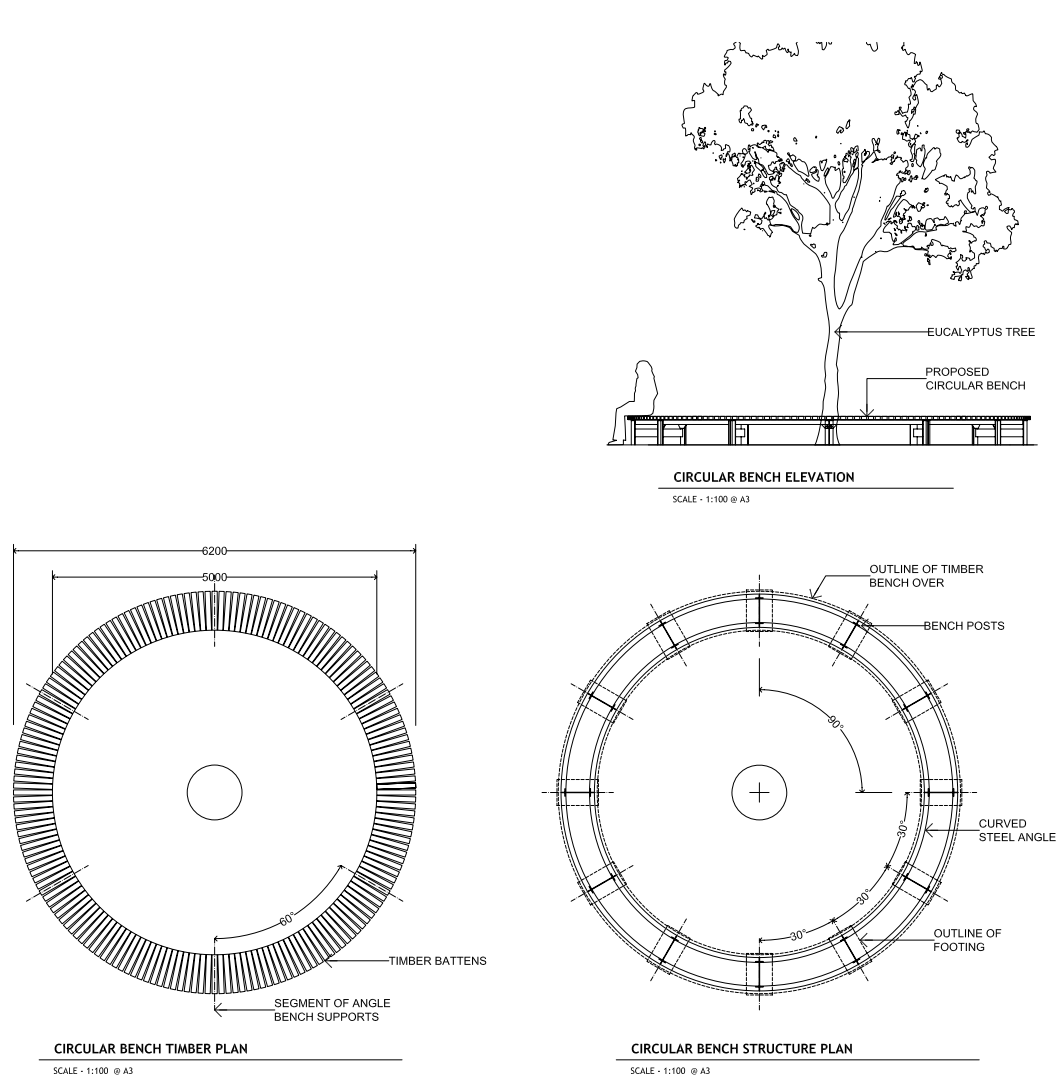 EUCALYPTUS TREE
PROPOSED
CIRCULAR BENCH
CIRCULAR BENCH ELEVATION
SCALE - 1:100 @ A3
6200
5000
60°
TIMBER BATTENS
SEGMENT OF ANGLE
BENCH SUPPORTS
CIRCULAR BENCH TIMBER PLAN
SCALE - 1:100 @ A3
OUTLINE OF TIMBER
BENCH OVER
BENCH POSTS
90°
30°
CURVED
STEEL ANGLE
30°
30°
OUTLINE OF
FOOTING
CIRCULAR BENCH STRUCTURE PLAN
SCALE - 1:100 @ A3